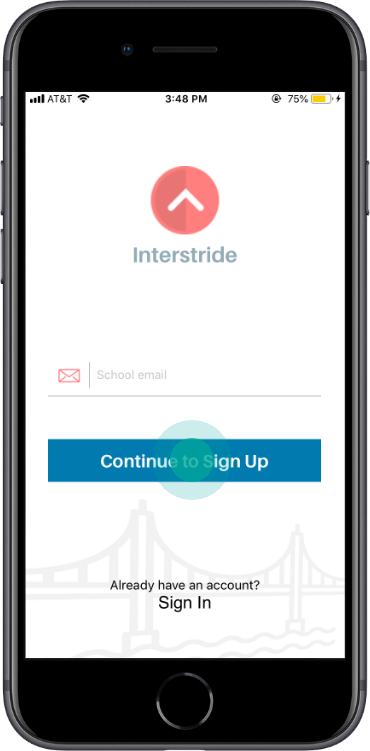 AT&T 3:48 PM 75%
Interstride
School email
Continue to Sign Up
Already have an account?
Sign In